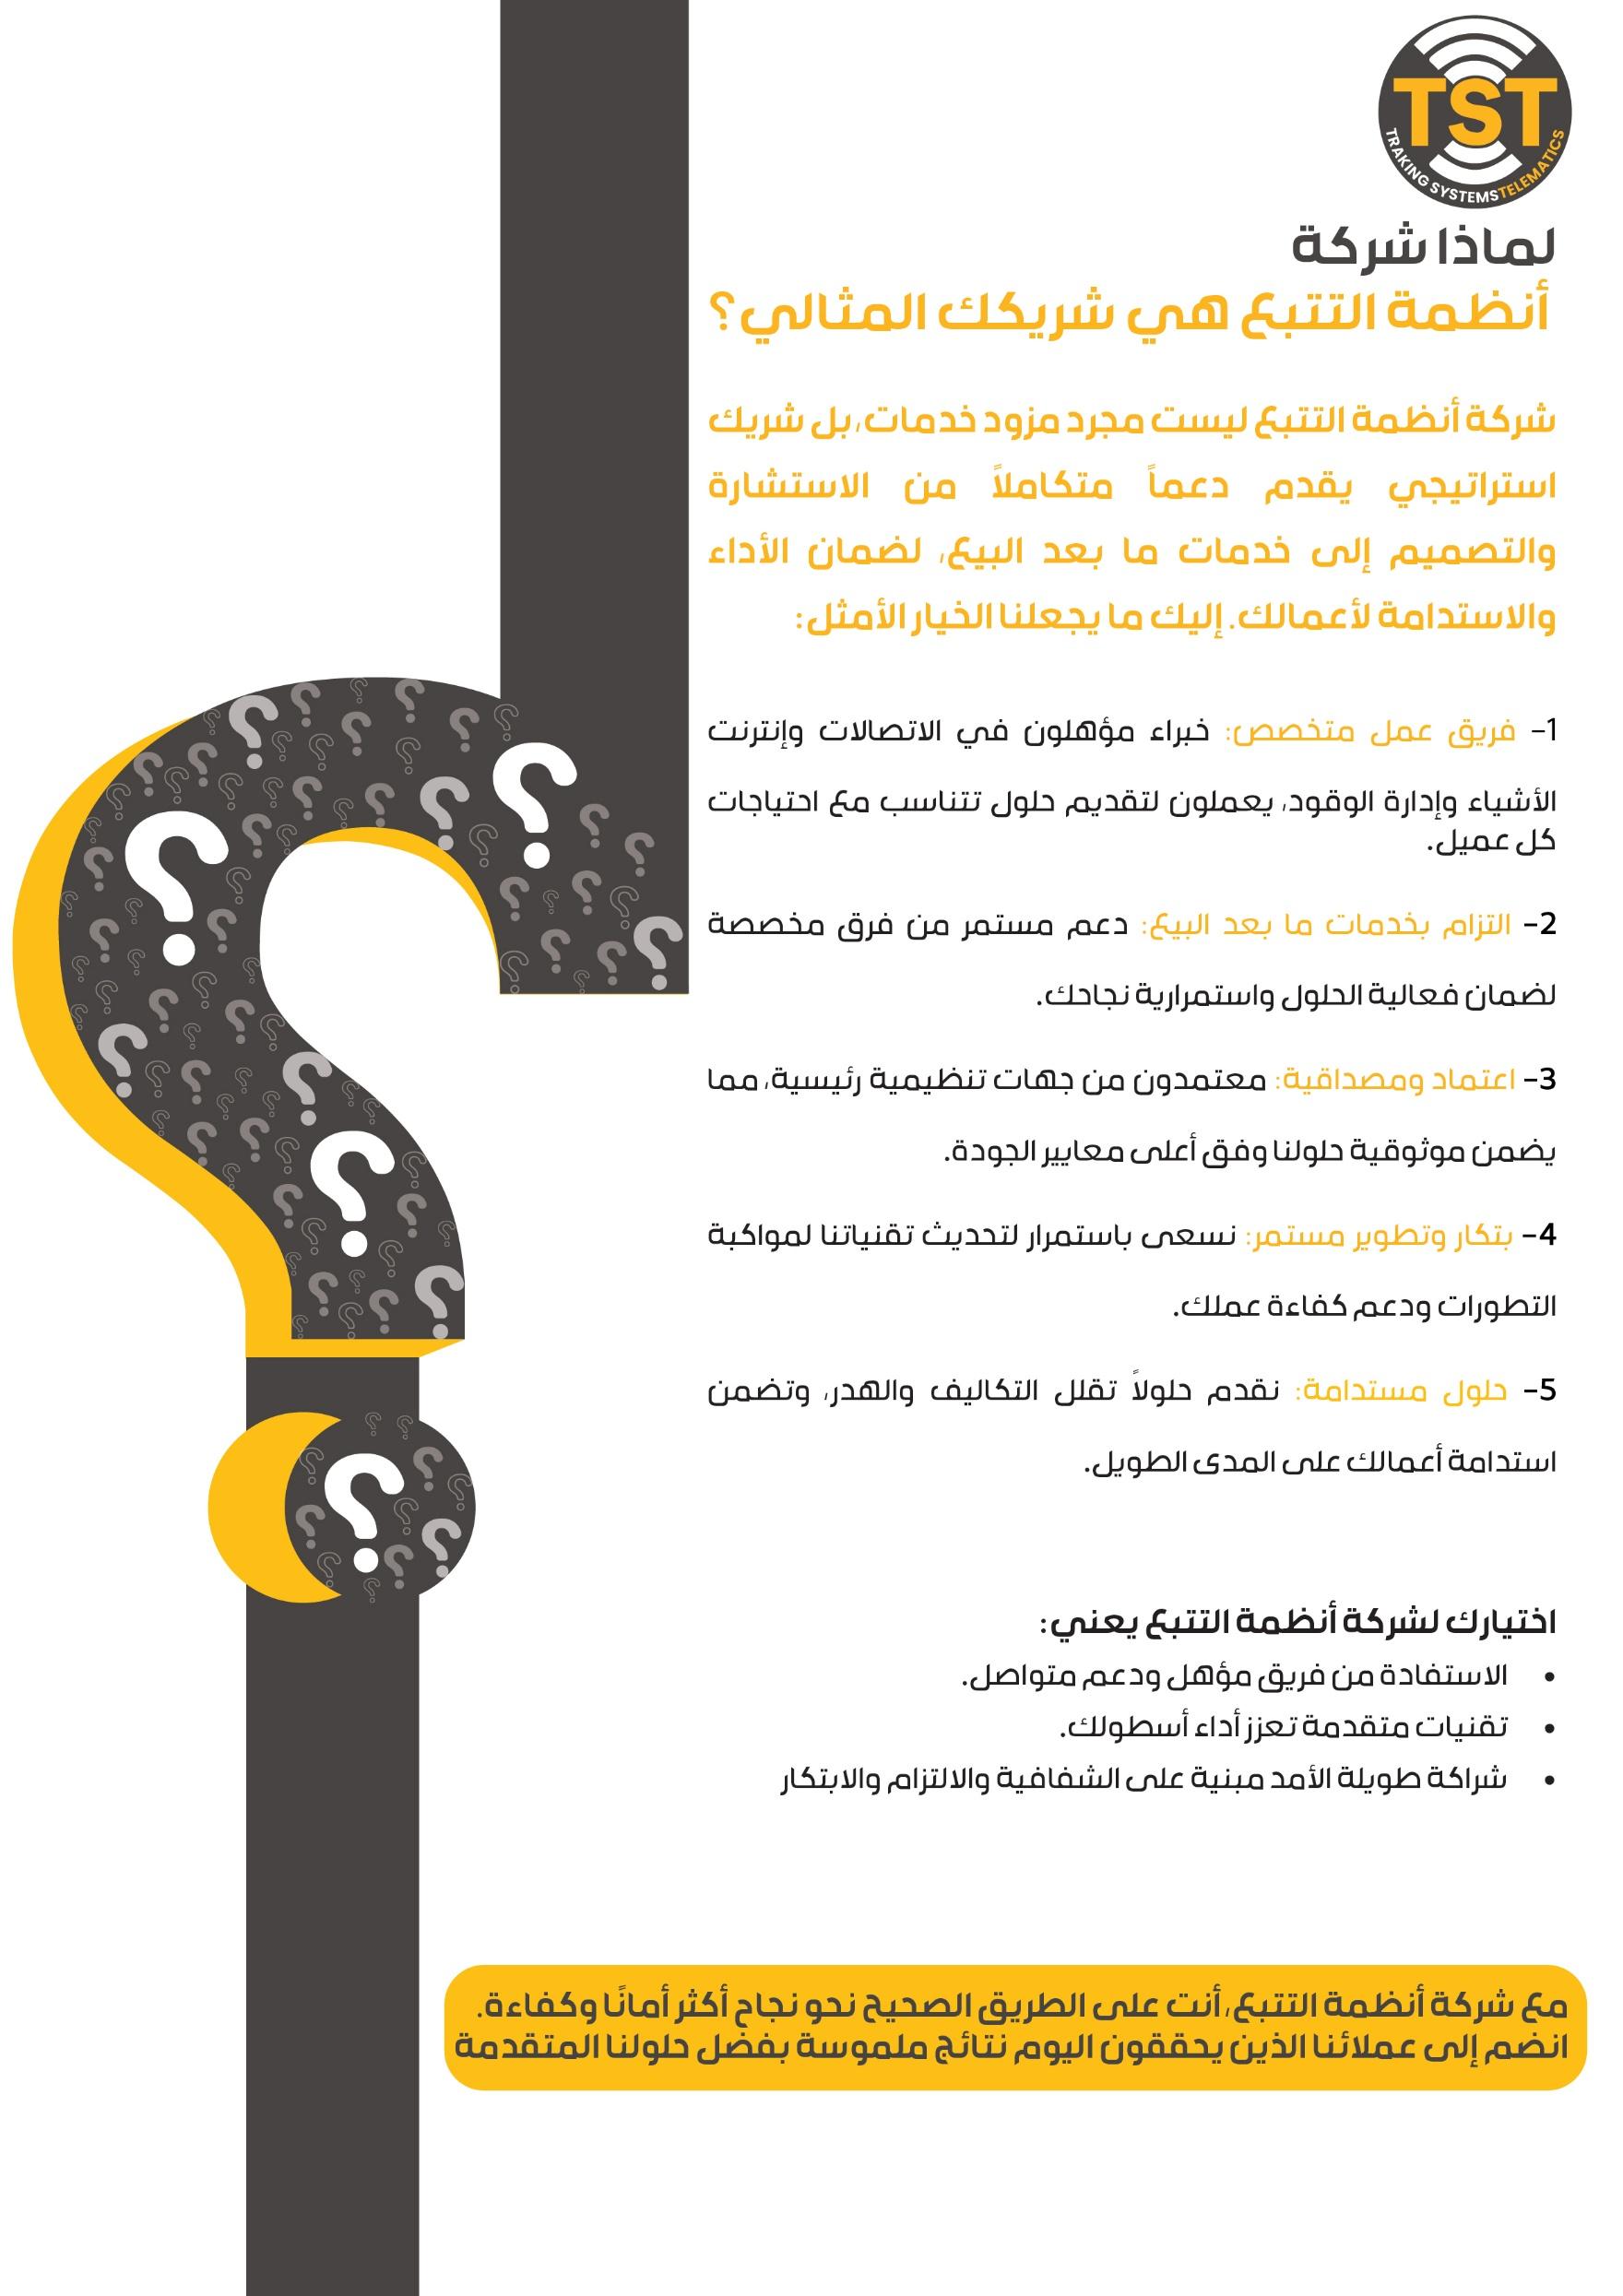 TST
TRAKING SYSTEMS TELEMATICS
لماذا شركة
أنظمة التتبع هي شريكك المثالي؟
شركة أنظمة التتبع ليست مجرد مزود خدمات، بل شريك
استراتيجي يقدم دعماً متكاملاً من الاستشارة
والتصميم إلى خدمات ما بعد البيع، لضمان الأداء
والاستدامة لأعمالك. إليك ما يجعلنا الخيار الأمثل:
1- فريق عمل متخصص: خبراء مؤهلون في الاتصالات وإنترنت
الأشياء وإدارة الوقود، يعملون لتقديم حلول تتناسب مع احتياجات
كل عميل.
2- التزام بخدمات ما بعد البيع: دعم مستمر من فرق مخصصة
لضمان فعالية الحلول واستمرارية نجاحك.
3- اعتماد ومصداقية: معتمدون من جهات تنظيمية رئيسية، مما
يضمن موثوقية حلولنا وفق أعلى معايير الجودة.
4- بتكار وتطوير مستمر: نسعى باستمرار لتحديث تقنياتنا لمواكبة
التطورات ودعم كفاءة عملك.
5- حلول مستدامة: نقدم حلولاً تقلل التكاليف والهدر، وتضمن
استدامة أعمالك على المدى الطويل.
اختيارك لشركة أنظمة التتبع يعني:
• الاستفادة من فريق مؤهل ودعم متواصل.
• تقنيات متقدمة تعزز أداء أسطولك.
• شراكة طويلة الأمد مبنية على الشفافية والالتزام والابتكار
مع شركة أنظمة التتبع، أنت على الطريق الصحيح نحو نجاح أكثر أمانًا وكفاءة.
انضم إلى عملائنا الذين يحققون اليوم نتائج ملموسة بفضل حلولنا المتقدمة